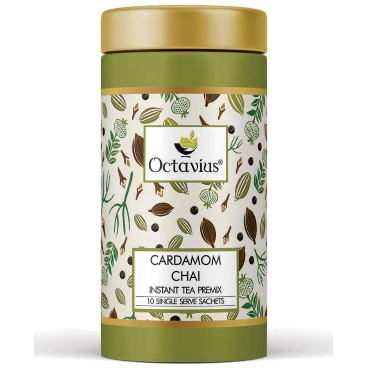 Octavius®
CARDAMOM
CHAI
INSTANT TEA PREMIX
10 SINGLE SERVE SACHETS